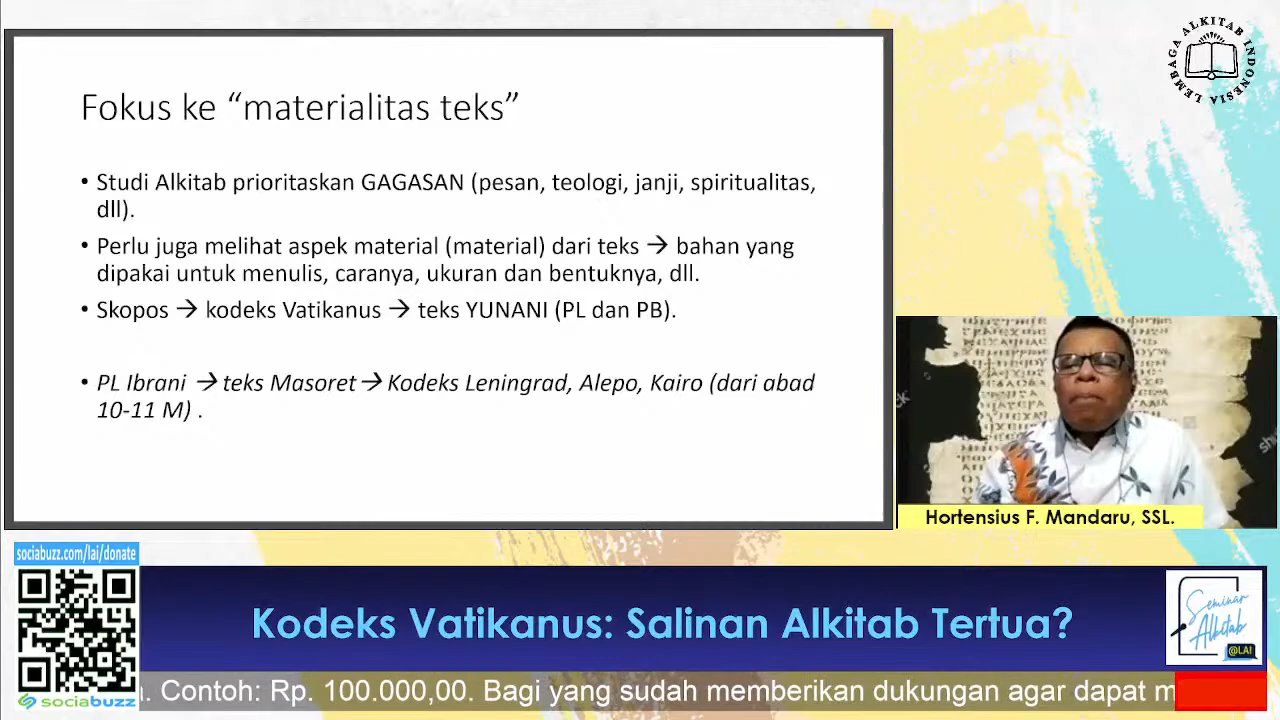 LEMBAGA ALKITAB INDONESIA
Fokus ke “materialitas teks”
• Studi Alkitab prioritaskan GAGASAN (pesan, teologi, janji, spiritualitas,
dll).
• Perlu juga melihat aspek material (material) dari teks → bahan yang
dipakai untuk menulis, caranya, ukuran dan bentuknya, dll.
• Skopos → kodeks Vatikanus → teks YUNANI (PL dan PB).
• PL Ibrani → teks Masoret → Kodeks Leningrad, Alepo, Kairo (dari abad
10-11 M) .
Hortensius F. Mandaru, SSL.
sociabuzz.com/lai/donate
Kodeks Vatikanus: Salinan Alkitab Tertua?
Seminar
Alkitab
@LAI
sociabuzz
. Contoh: Rp. 100.000,00. Bagi yang sudah memberikan dukungan agar dapat m